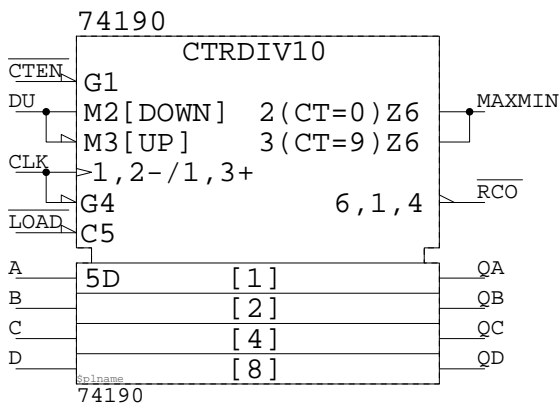 74190
CTRDIV10
CTEN G1
DU M2[DOWN] 2(CT=0)Z6 MAXMIN
M3[UP] 3(CT=9)Z6
CLK 1,2-/1,3+
G4 6,1,4 RCO
LOAD C5
A 5D [1] QA
B [2] QB
C [4] QC
D [8] QD
$plname
74190